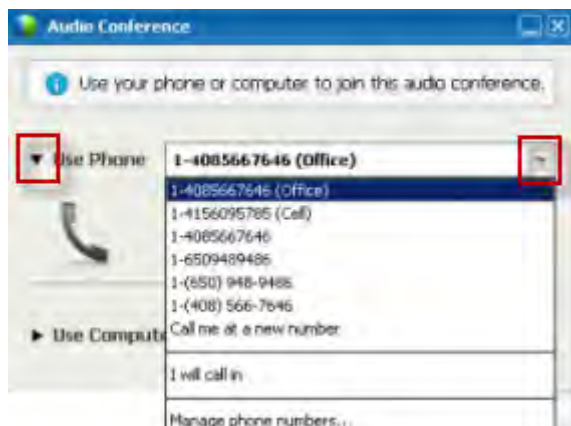 Audio Conference
Use your phone or computer to join this audio conference.
Use Phone 1-4085667646 (Office)
1-4085667646 (Office)
1-4156095785 (Cell)
1-4085667646
1-6509489486
1-(650) 948-9486
1-(408) 566-7646
Call me at a new number
Use Compute
I will call in
Manage phone numbers...